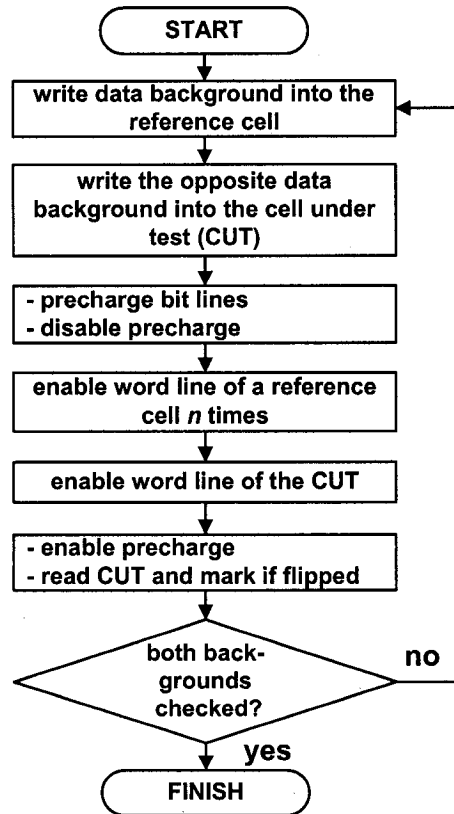 START
write data background into the
reference cell
write the opposite data
background into the cell under
test (CUT)
- precharge bit lines
- disable precharge
enable word line of a reference
cell n times
enable word line of the CUT
- enable precharge
- read CUT and mark if flipped
both back-
grounds
checked?
no
yes
FINISH